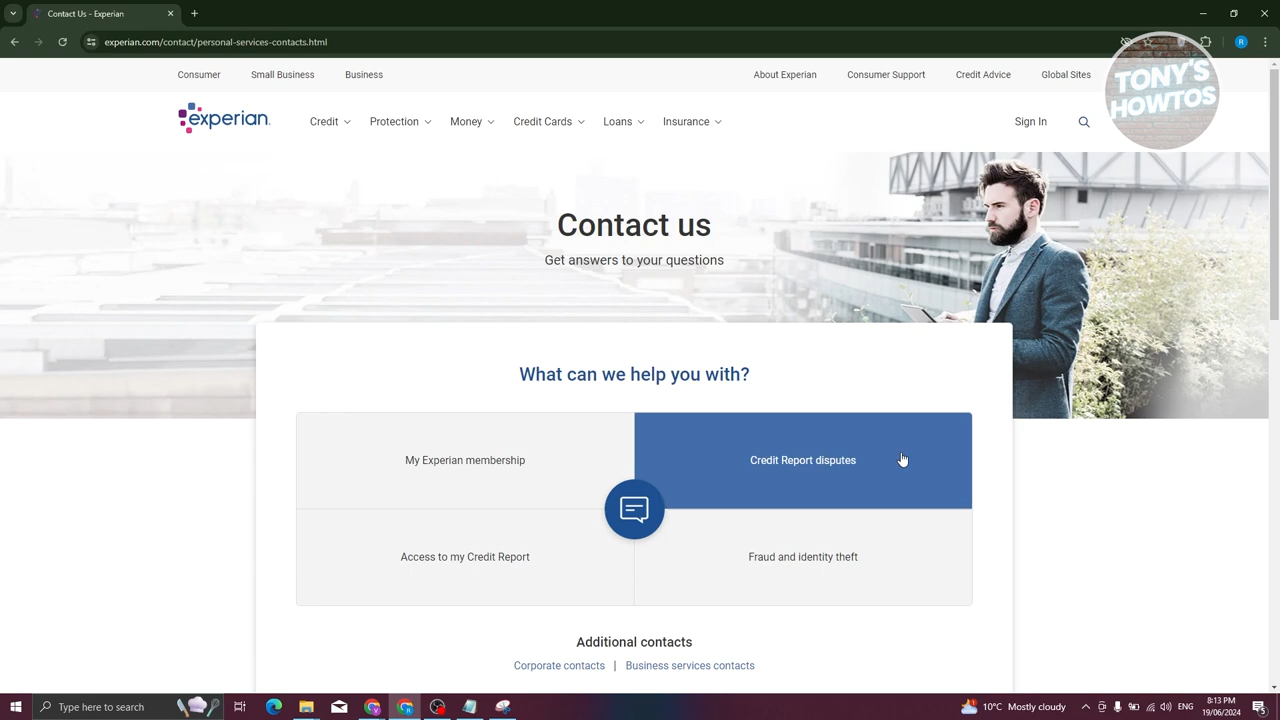 Contact Us - Experian
experian.com/contact/personal-services-contacts.html
R
Consumer Small Business Business About Experian Consumer Support Credit Advice Global Sites
TONY'S
HOWTOS
experian.
Credit Protection Money Credit Cards Loans Insurance Sign In
Contact us
Get answers to your questions
What can we help you with?
My Experian membership Credit Report disputes
Access to my Credit Report Fraud and identity theft
Additional contacts
Corporate contacts | Business services contacts
Type here to search
10°C Mostly cloudy
8:13 PM
19/06/2024
5